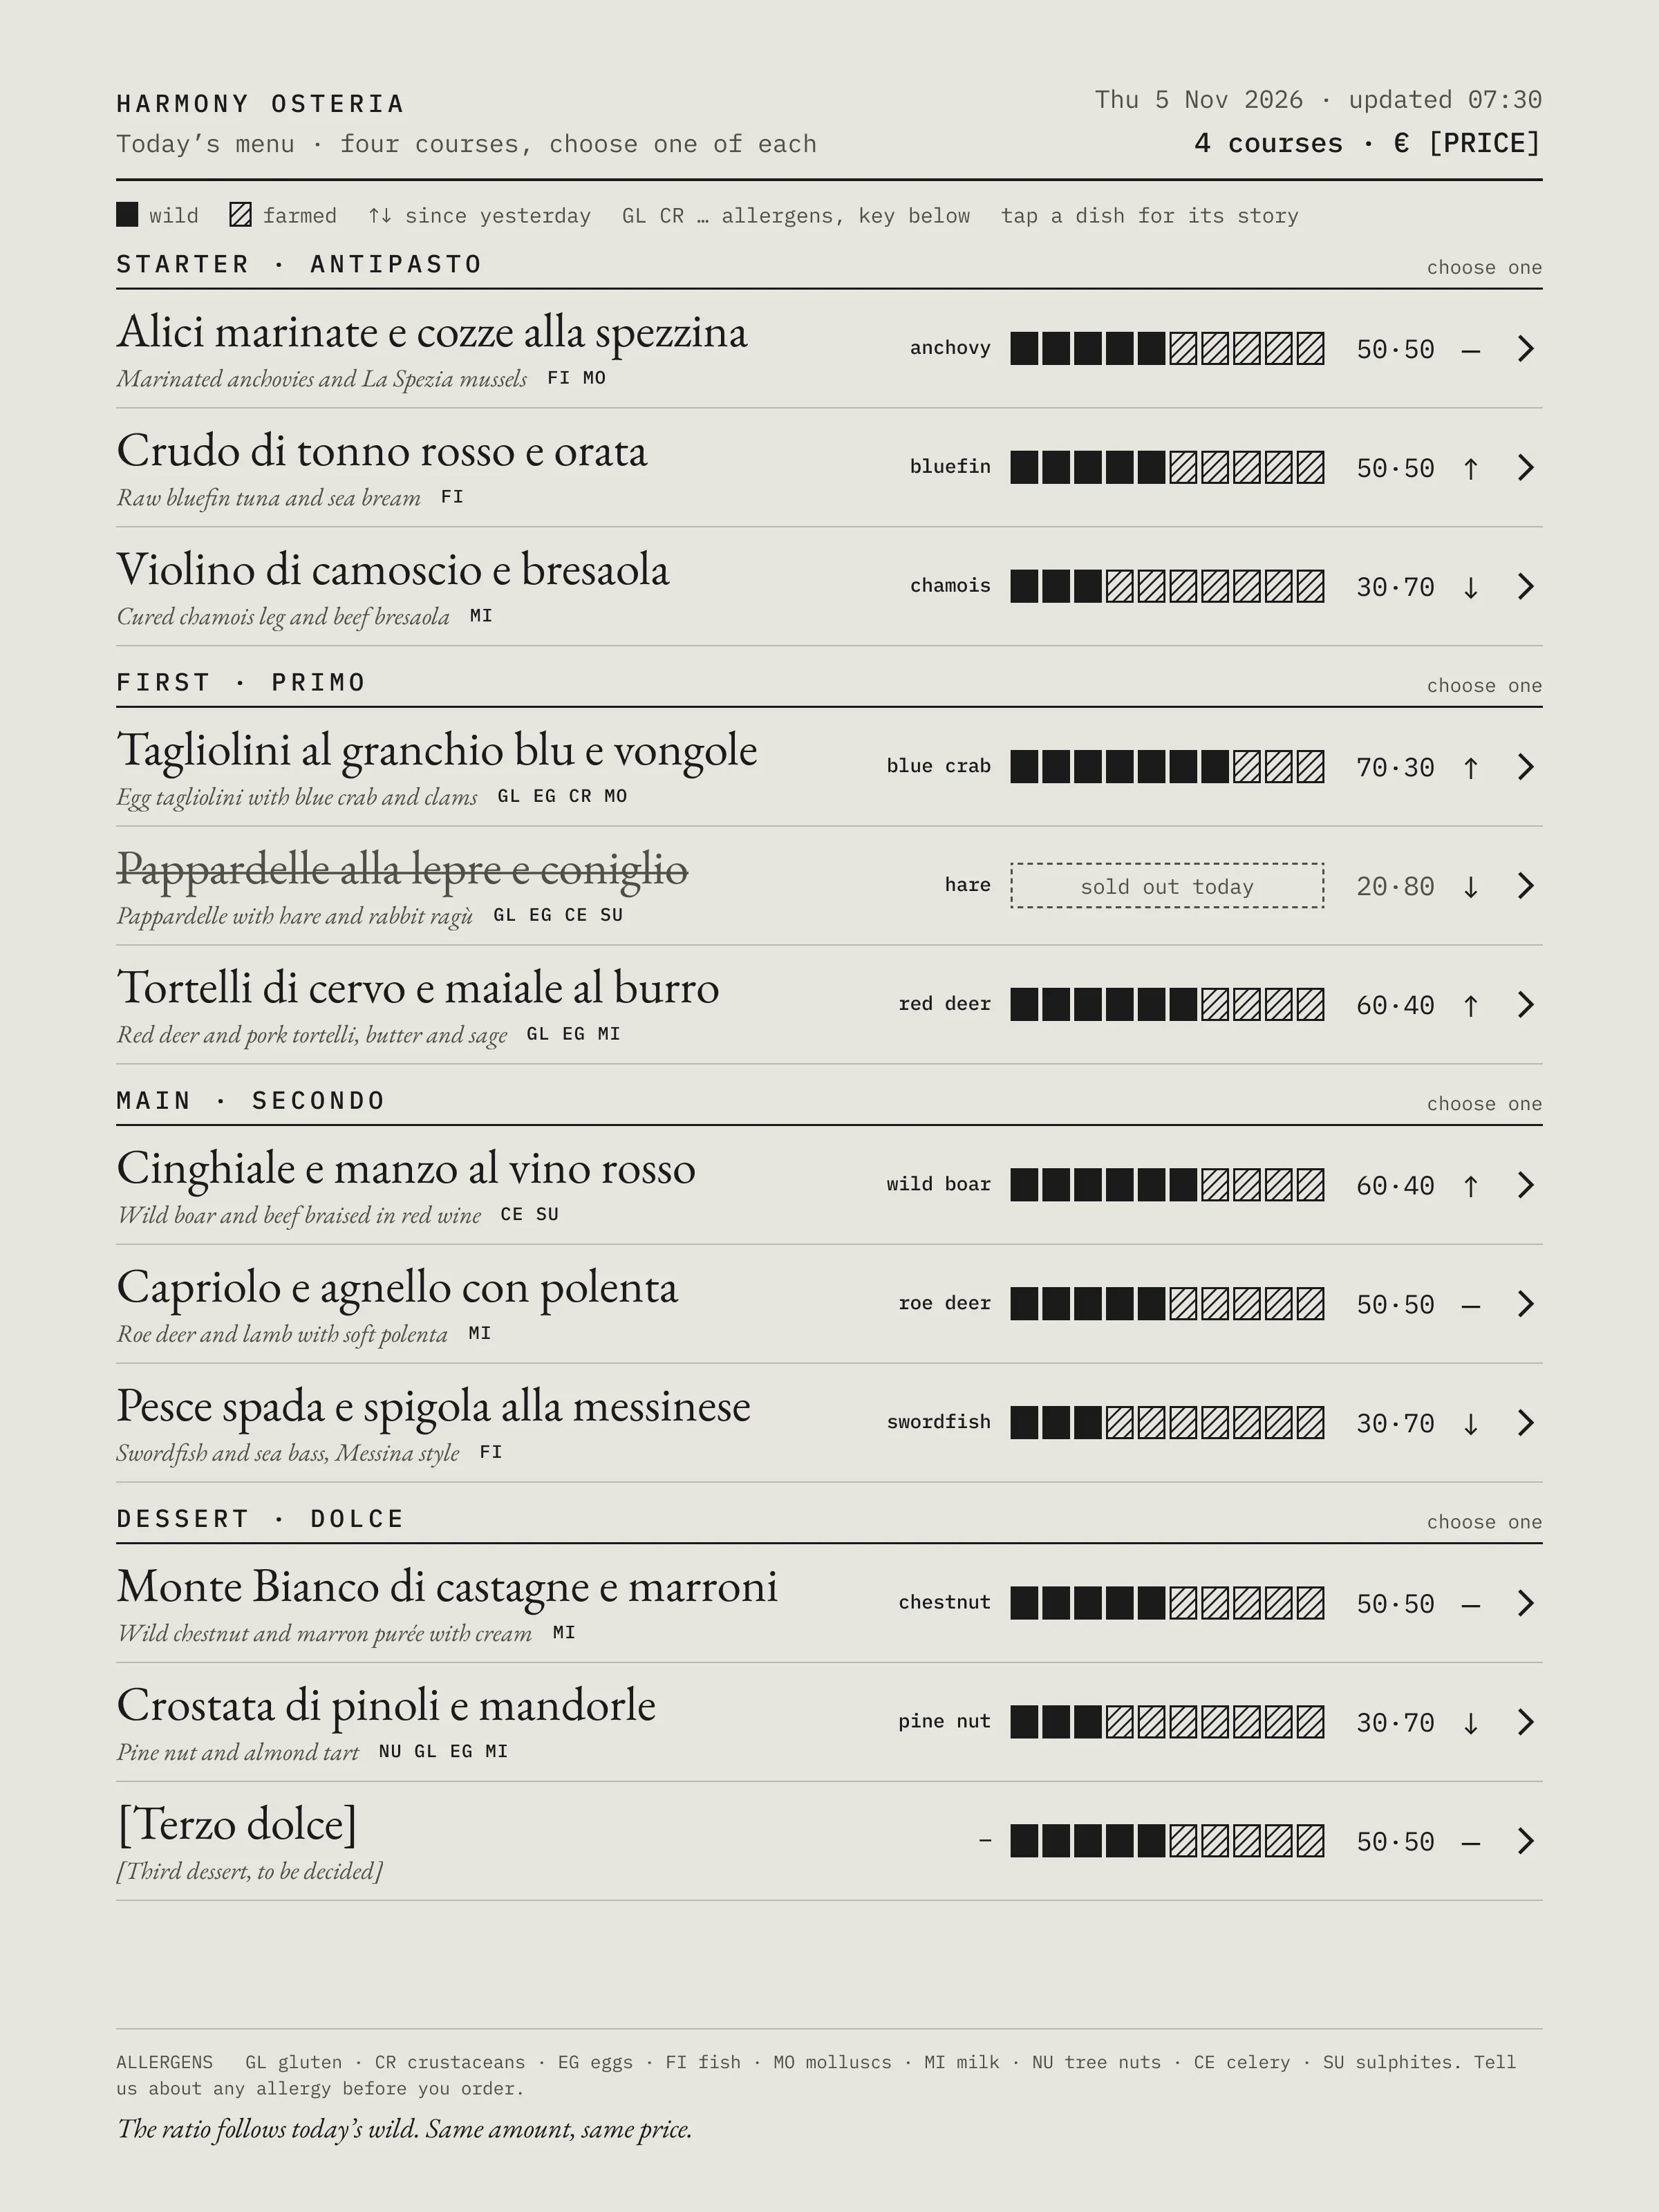 HARMONY OSTERIA
Thu 5 Nov 2026 · updated 07:30
Today’s menu · four courses, choose one of each
4 courses · € [PRICE]
wild farmed ↑↓ since yesterday GL CR … allergens, key below tap a dish for its story
STARTER · ANTIPASTO choose one
Alici marinate e cozze alla spezzina
Marinated anchovies and La Spezia mussels FI MO
anchovy 50·50 –
Crudo di tonno rosso e orata
Raw bluefin tuna and sea bream FI
bluefin 50·50 ↑
Violino di camoscio e bresaola
Cured chamois leg and beef bresaola MI
chamois 30·70 ↓
FIRST · PRIMO choose one
Tagliolini al granchio blu e vongole
Egg tagliolini with blue crab and clams GL EG CR MO
blue crab 70·30 ↑
Pappardelle alla lepre e coniglio
Pappardelle with hare and rabbit ragù GL EG CE SU
hare sold out today 20·80 ↓
Tortelli di cervo e maiale al burro
Red deer and pork tortelli, butter and sage GL EG MI
red deer 60·40 ↑
MAIN · SECONDO choose one
Cinghiale e manzo al vino rosso
Wild boar and beef braised in red wine CE SU
wild boar 60·40 ↑
Capriolo e agnello con polenta
Roe deer and lamb with soft polenta MI
roe deer 50·50 –
Pesce spada e spigola alla messinese
Swordfish and sea bass, Messina style FI
swordfish 30·70 ↓
DESSERT · DOLCE choose one
Monte Bianco di castagne e marroni
Wild chestnut and marron purée with cream MI
chestnut 50·50 –
Crostata di pinoli e mandorle
Pine nut and almond tart NU GL EG MI
pine nut 30·70 ↓
[Terzo dolce]
[Third dessert, to be decided]
– 50·50 –
ALLERGENS GL gluten · CR crustaceans · EG eggs · FI fish · MO molluscs · MI milk · NU tree nuts · CE celery · SU sulphites. Tell
us about any allergy before you order.
The ratio follows today’s wild. Same amount, same price.